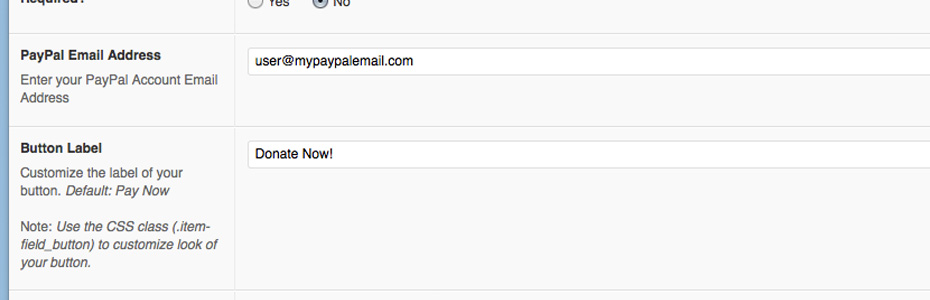 Required?
Yes No
PayPal Email Address
user@mypaypalemail.com
Enter your PayPal Account Email
Address
Button Label
Donate Now!
Customize the label of your
button. Default: Pay Now
Note: Use the CSS class (.item-
field_button) to customize look of
your button.